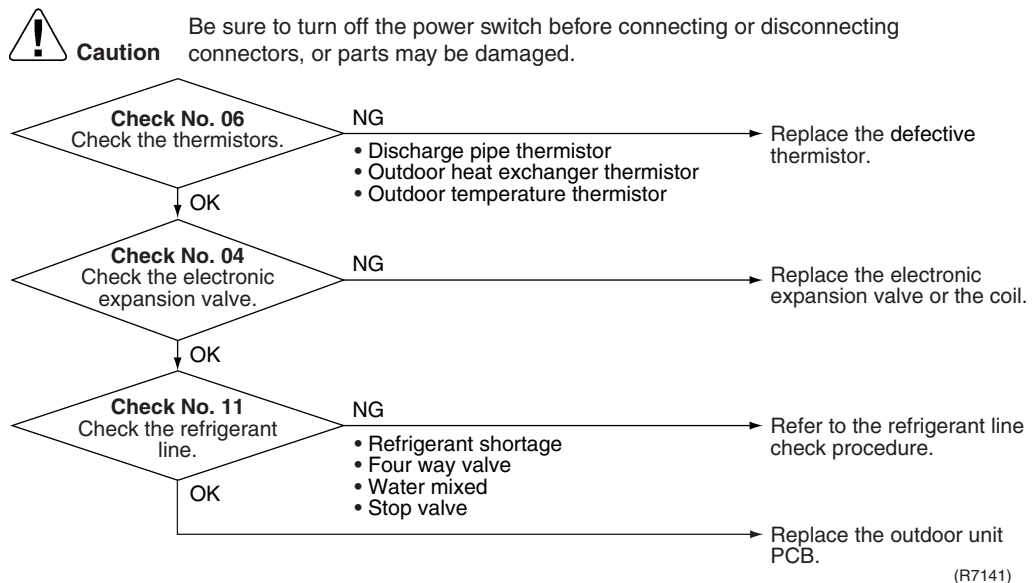 Be sure to turn off the power switch before connecting or disconnecting
Caution connectors, or parts may be damaged.
Check No. 06
Check the thermistors.
NG
• Discharge pipe thermistor
• Outdoor heat exchanger thermistor
• Outdoor temperature thermistor
Replace the defective
thermistor.
OK
Check No. 04
Check the electronic
expansion valve.
NG
Replace the electronic
expansion valve or the coil.
OK
Check No. 11
Check the refrigerant
line.
NG
• Refrigerant shortage
• Four way valve
• Water mixed
• Stop valve
Refer to the refrigerant line
check procedure.
OK
Replace the outdoor unit
PCB.
(R7141)